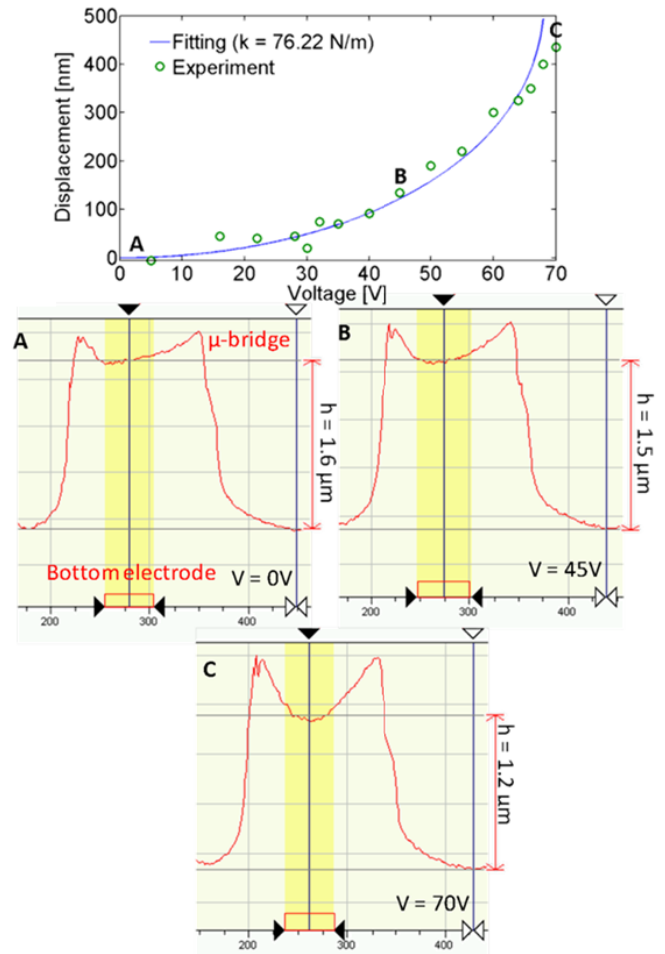 500
400
300
200
100
0
Displacement [nm]
Fitting (k = 76.22 N/m)
Experiment
A
B
C
0 10 20 30 40 50 60 70
Voltage [V]
A
μ-bridge
h = 1.6 μm
Bottom electrode
V = 0V
200 300 400
B
h = 1.5 μm
V = 45V
200 300 400
C
h = 1.2 μm
V = 70V
200 300 400